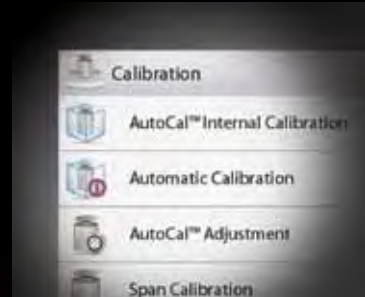 Calibration
AutoCal™ Internal Calibration
Automatic Calibration
AutoCal™ Adjustment
Span Calibration